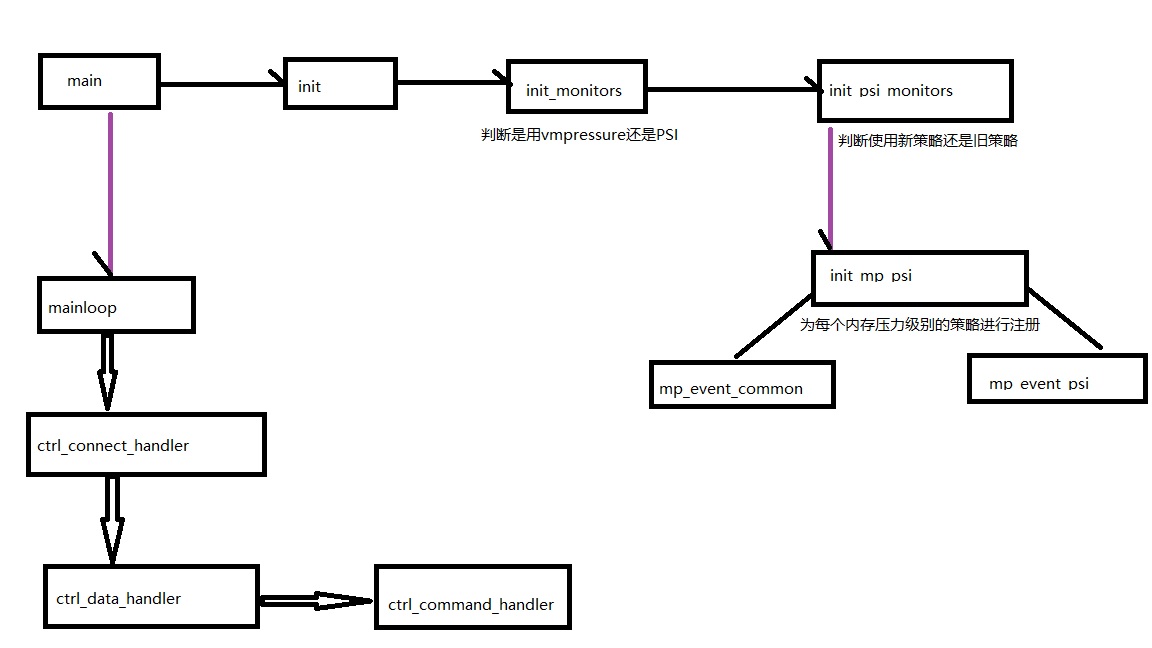 main
init
init_monitors
init_psi_monitors
判断是用vmpressure还是PSI
判断使用新策略还是旧策略
init_mp_psi
为每个内存压力级别的策略进行注册
mainloop
mp_event_common
mp_event_psi
ctrl_connect_handler
ctrl_data_handler
ctrl_command_handler